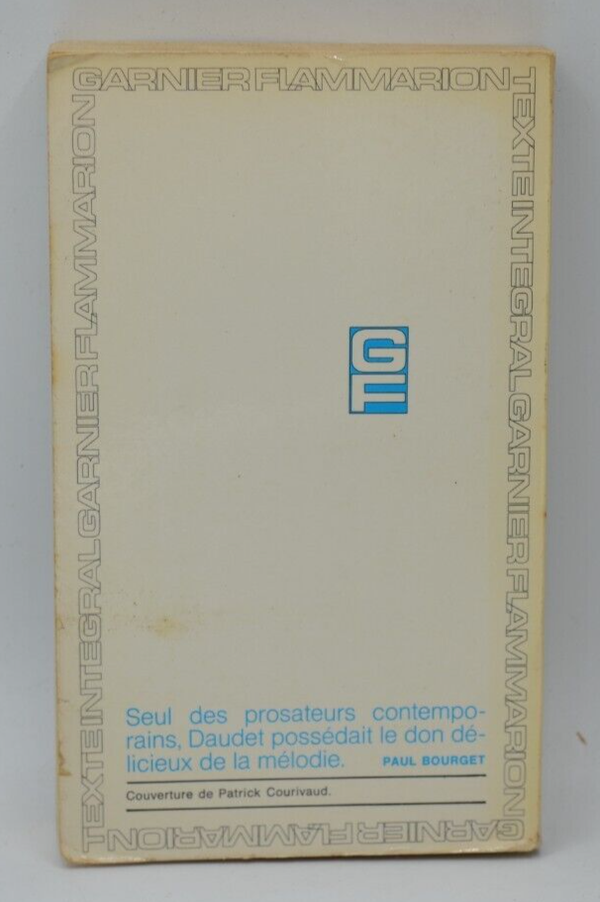 GARNIER FLAMMARION
TEXTE INTEGRAL GARNIER FLAMMARION
GARNIER FLAMMARION
TEXTE INTEGRAL GARNIER FLAMMARION
GF
Seul des prosateurs contempo-
rains, Daudet possédait le don dé-
licieux de la mélodie. PAUL BOURGET
Couverture de Patrick Courivaud.